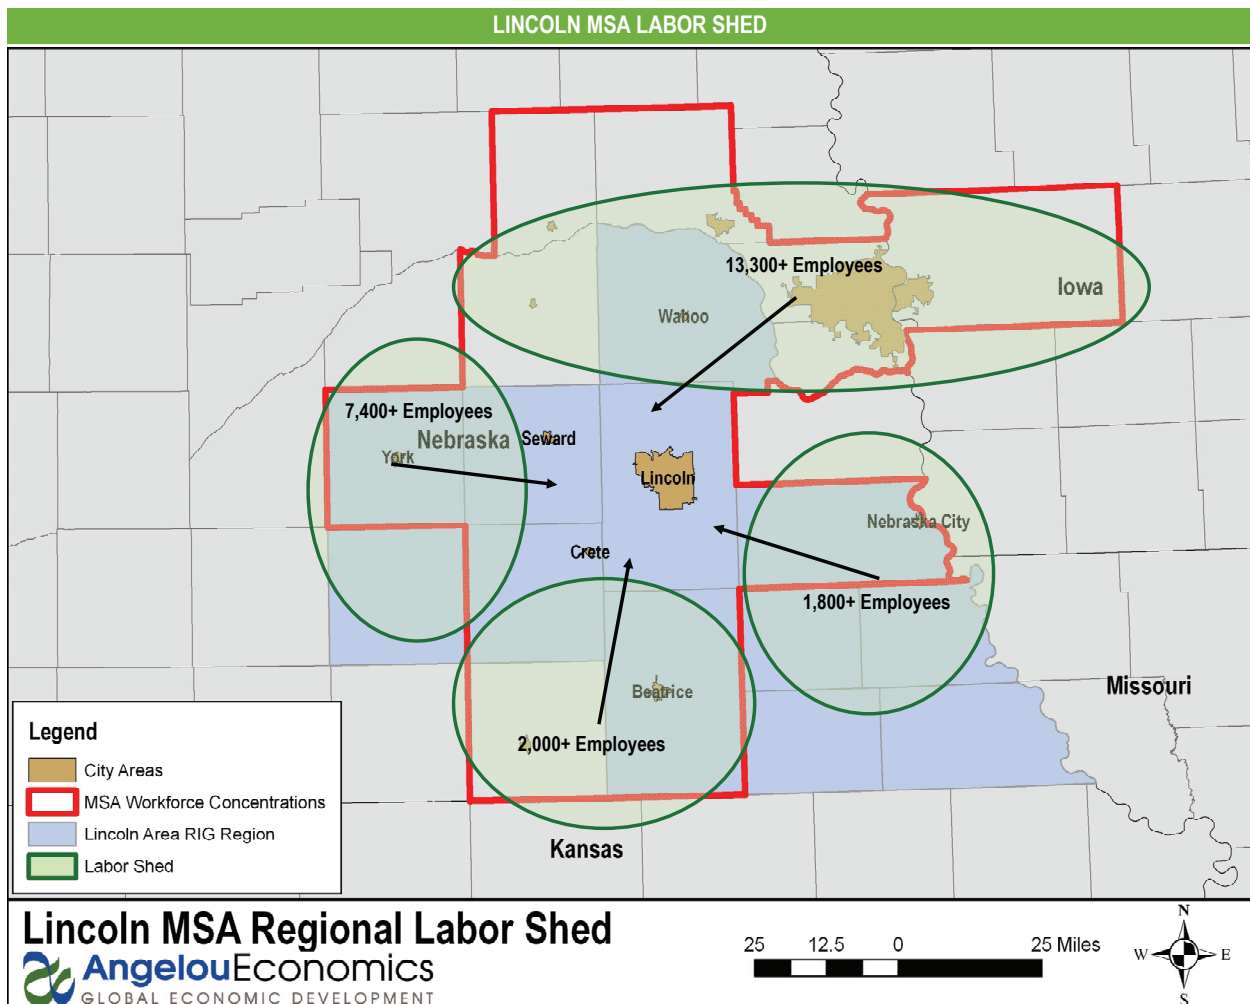 LINCOLN MSA LABOR SHED
13,300+ Employees
Iowa
Wahoo
7,400+ Employees
Nebraska
Seward
York
Lincoln
Nebraska City
Crete
1,800+ Employees
Beatrice
Missouri
2,000+ Employees
Kansas
Legend
City Areas
MSA Workforce Concentrations
Lincoln Area RIG Region
Labor Shed
Lincoln MSA Regional Labor Shed
AngelouEconomics
GLOBAL ECONOMIC DEVELOPMENT
25 12.5 0 25 Miles
N
W E
S